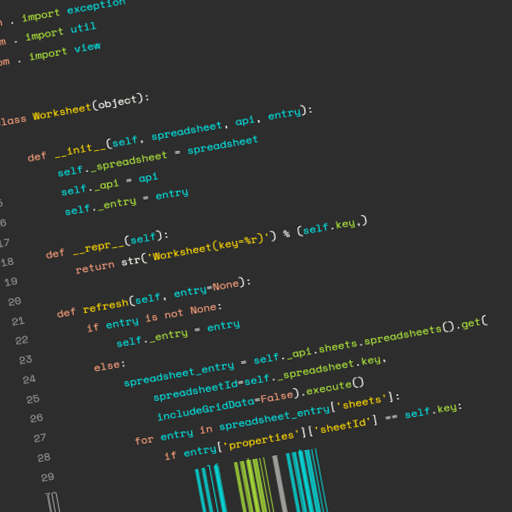 m . import exception
om . import util
om . import view
lass Worksheet(object):
def __init__(self, spreadsheet, api, entry):
self._spreadsheet = spreadsheet
self._api = api
self._entry = entry
17 def __repr__(self):
18 return str('Worksheet(key=%r)') % (self.key,)
19
20 def refresh(self, entry=None):
21 if entry is not None:
22 self._entry = entry
23 else:
24 spreadsheet_entry = self._api.sheets.spreadsheets().get(
25 spreadsheetId=self._spreadsheet.key,
26 includeGridData=False).execute()
27 for entry in spreadsheet_entry['sheets']:
28 if entry['properties']['sheetId'] == self.key:
29